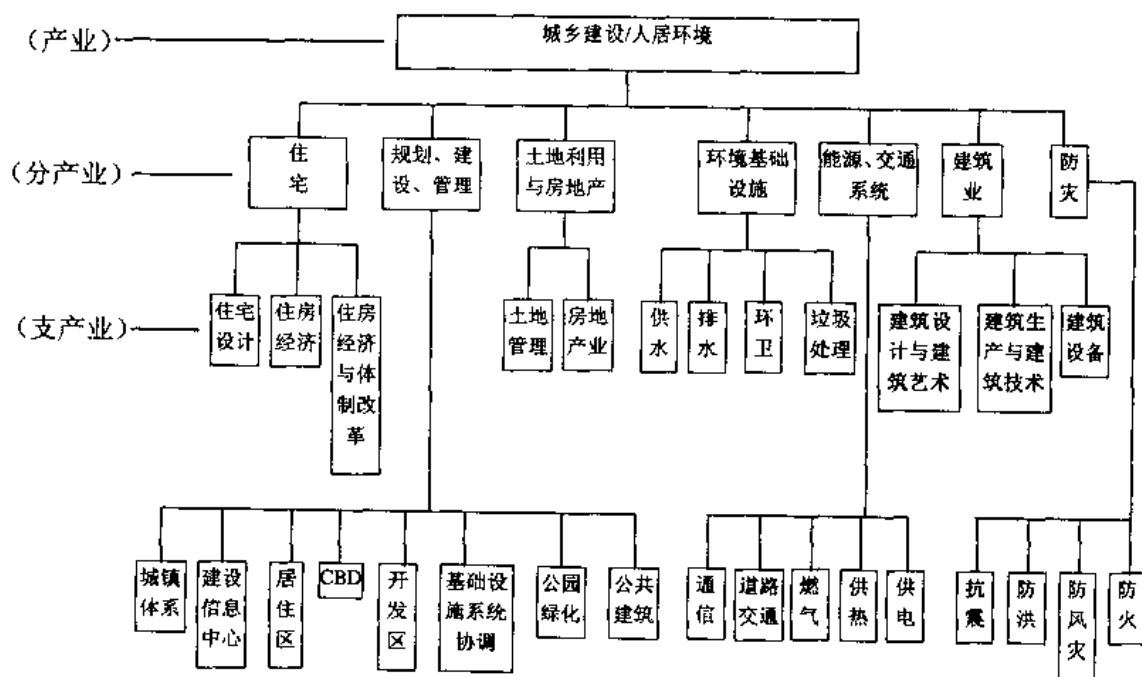 （产业）
城乡建设/人居环境
（分产业）
住
宅
规划、建
设、管理
土地利用
与房地产
环境基础
设施
能源、交通
系统
建筑
业
防
灾
（支产业）
住宅
设计
住房
经济
住房
经济
与体
制改
革
土地
管理
房地
产业
供
水
排
水
环
卫
垃圾
处理
建筑设
计与建
筑艺术
建筑生
产与建
筑技术
建筑
设备
城镇
体系
建设
信息
中心
居
住
区
CBD
开
发
区
基础设
施系统
协调
公园
绿化
公共
建筑
通
信
道路
交通
燃
气
供
热
供
电
抗
震
防
洪
防
风
灾
防
火